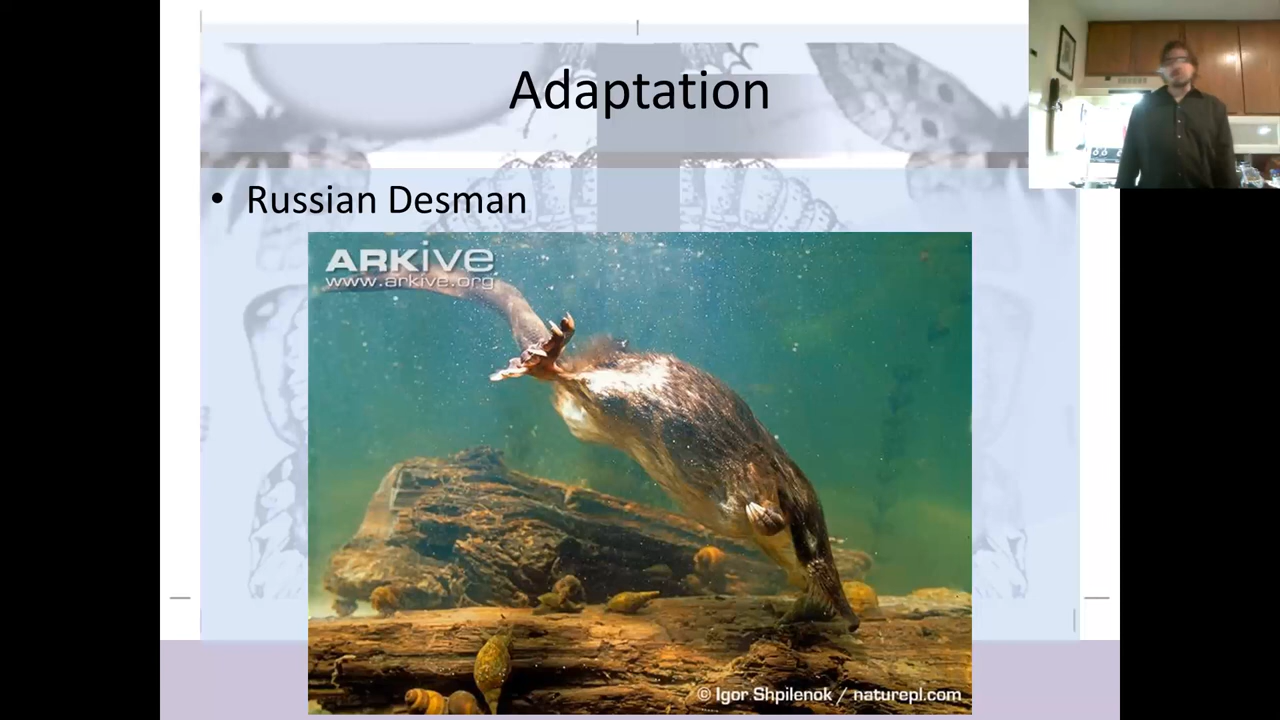 Adaptation
• Russian Desman
ARKive
www.arkive.org
© Igor Shpilenok / naturepl.com